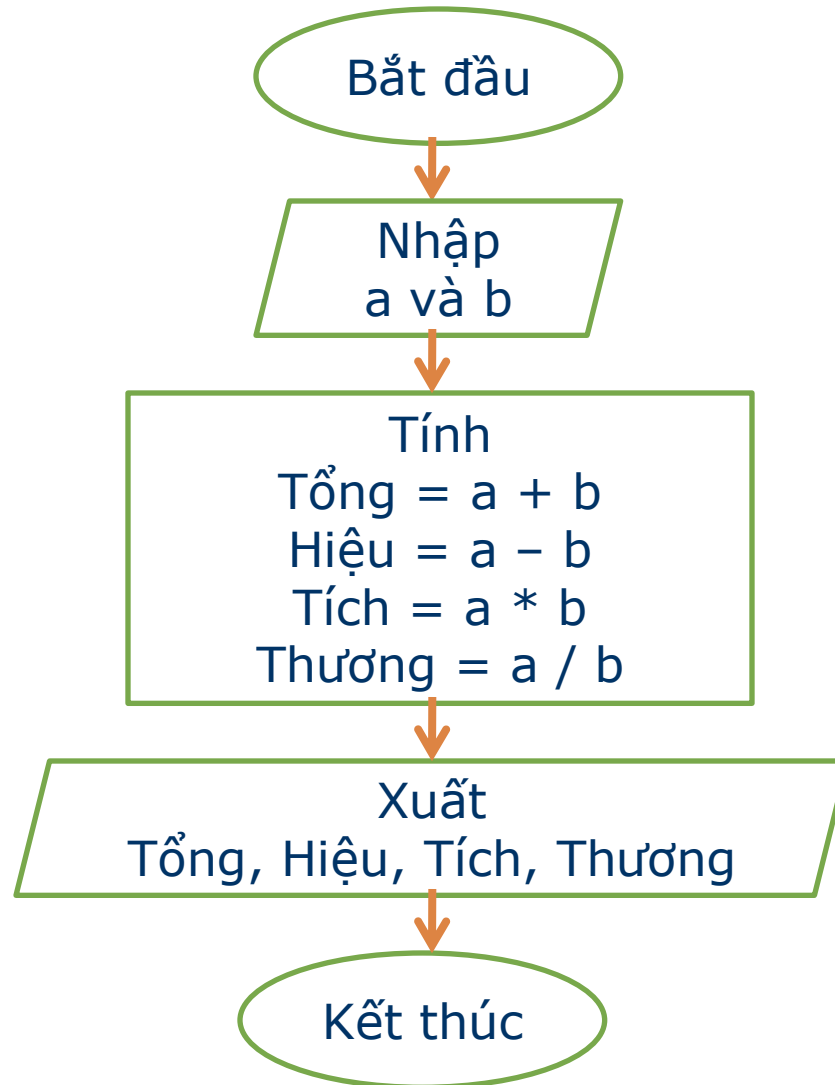 Bắt đầu
Nhập
a và b
Tính
Tổng = a + b
Hiệu = a – b
Tích = a * b
Thương = a / b
Xuất
Tổng, Hiệu, Tích, Thương
Kết thúc